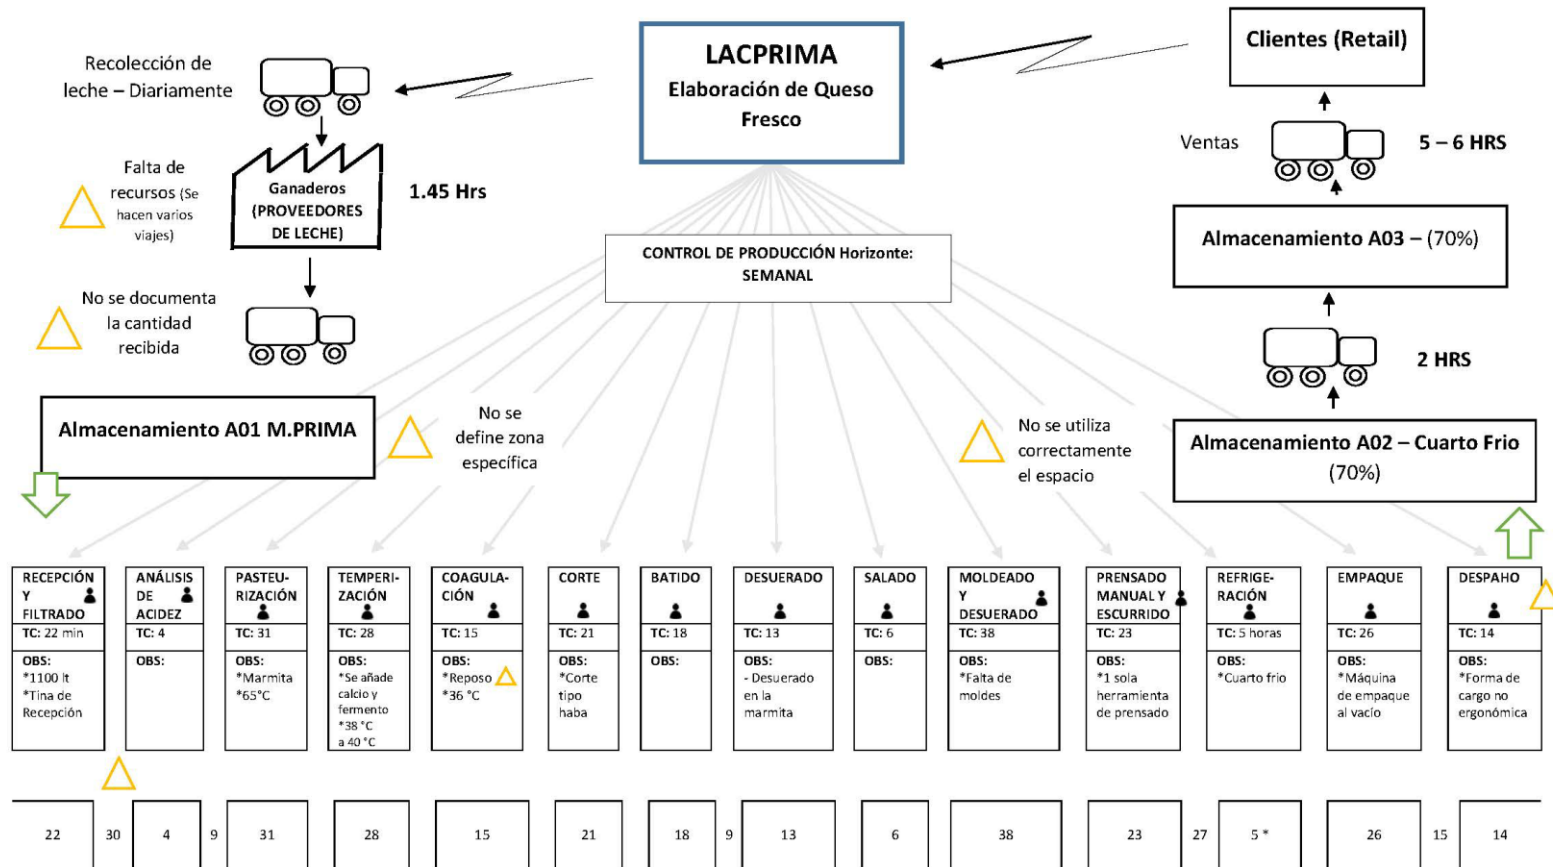 Recolección de
leche – Diariamente
LACPRIMA
Elaboración de Queso
Fresco
Clientes (Retail)
Ventas
5 – 6 HRS
Falta de
recursos (Se
hacen varios
viajes)
Ganaderos
(PROVEEDORES
DE LECHE)
1.45 Hrs
CONTROL DE PRODUCCIÓN Horizonte:
SEMANAL
Almacenamiento A03 – (70%)
No se documenta
la cantidad
recibida
2 HRS
Almacenamiento A01 M.PRIMA
No se
define zona
específica
No se utiliza
correctamente
el espacio
Almacenamiento A02 – Cuarto Frio
(70%)
RECEPCIÓN
Y
FILTRADO
TC: 22 min
OBS:
*1100 lt
*Tina de
Recepción
ANÁLISIS
DE
ACIDEZ
TC: 4
OBS:
PASTEU-
RIZACIÓN
TC: 31
OBS:
*Marmita
*65°C
TEMPERI-
ZACIÓN
TC: 28
OBS:
*Se añade
calcio y
fermento
*38 °C
a 40 °C
COAGULA-
CIÓN
TC: 15
OBS:
*Reposo
*36 °C
CORTE
TC: 21
OBS:
*Corte
tipo
haba
BATIDO
TC: 18
OBS:
DESUERADO
TC: 13
OBS:
- Desuerado
en la
marmita
SALADO
TC: 6
OBS:
MOLDEADO
Y
DESUERADO
TC: 38
OBS:
*Falta de
moldes
PRENSADO
MANUAL Y
ESCURRIDO
TC: 23
OBS:
*1 sola
herramienta
de prensado
REFRIGE-
RACIÓN
TC: 5 horas
OBS:
*Cuarto frio
EMPAQUE
TC: 26
OBS:
*Máquina
de empaque
al vacío
DESPAHO
TC: 14
OBS:
*Forma de
cargo no
ergonómica
22 30 4 9 31 28 15 21 18 9 13 6 38 23 27 5 * 26 15 14